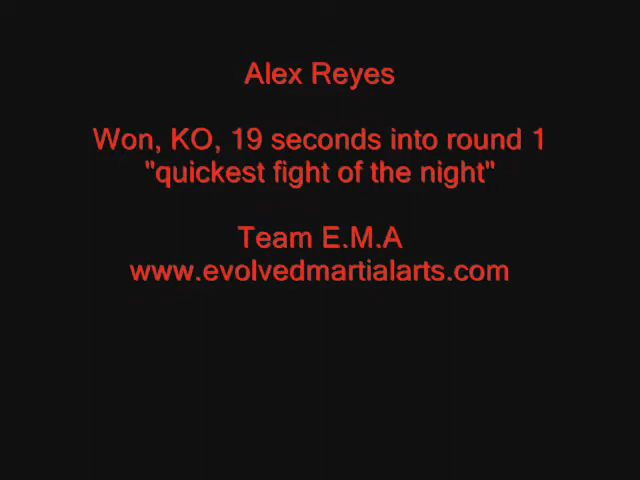 Alex Reyes
Won, KO, 19 seconds into round 1
"quickest fight of the night"
Team E.M.A
www.evolvedmartialarts.com